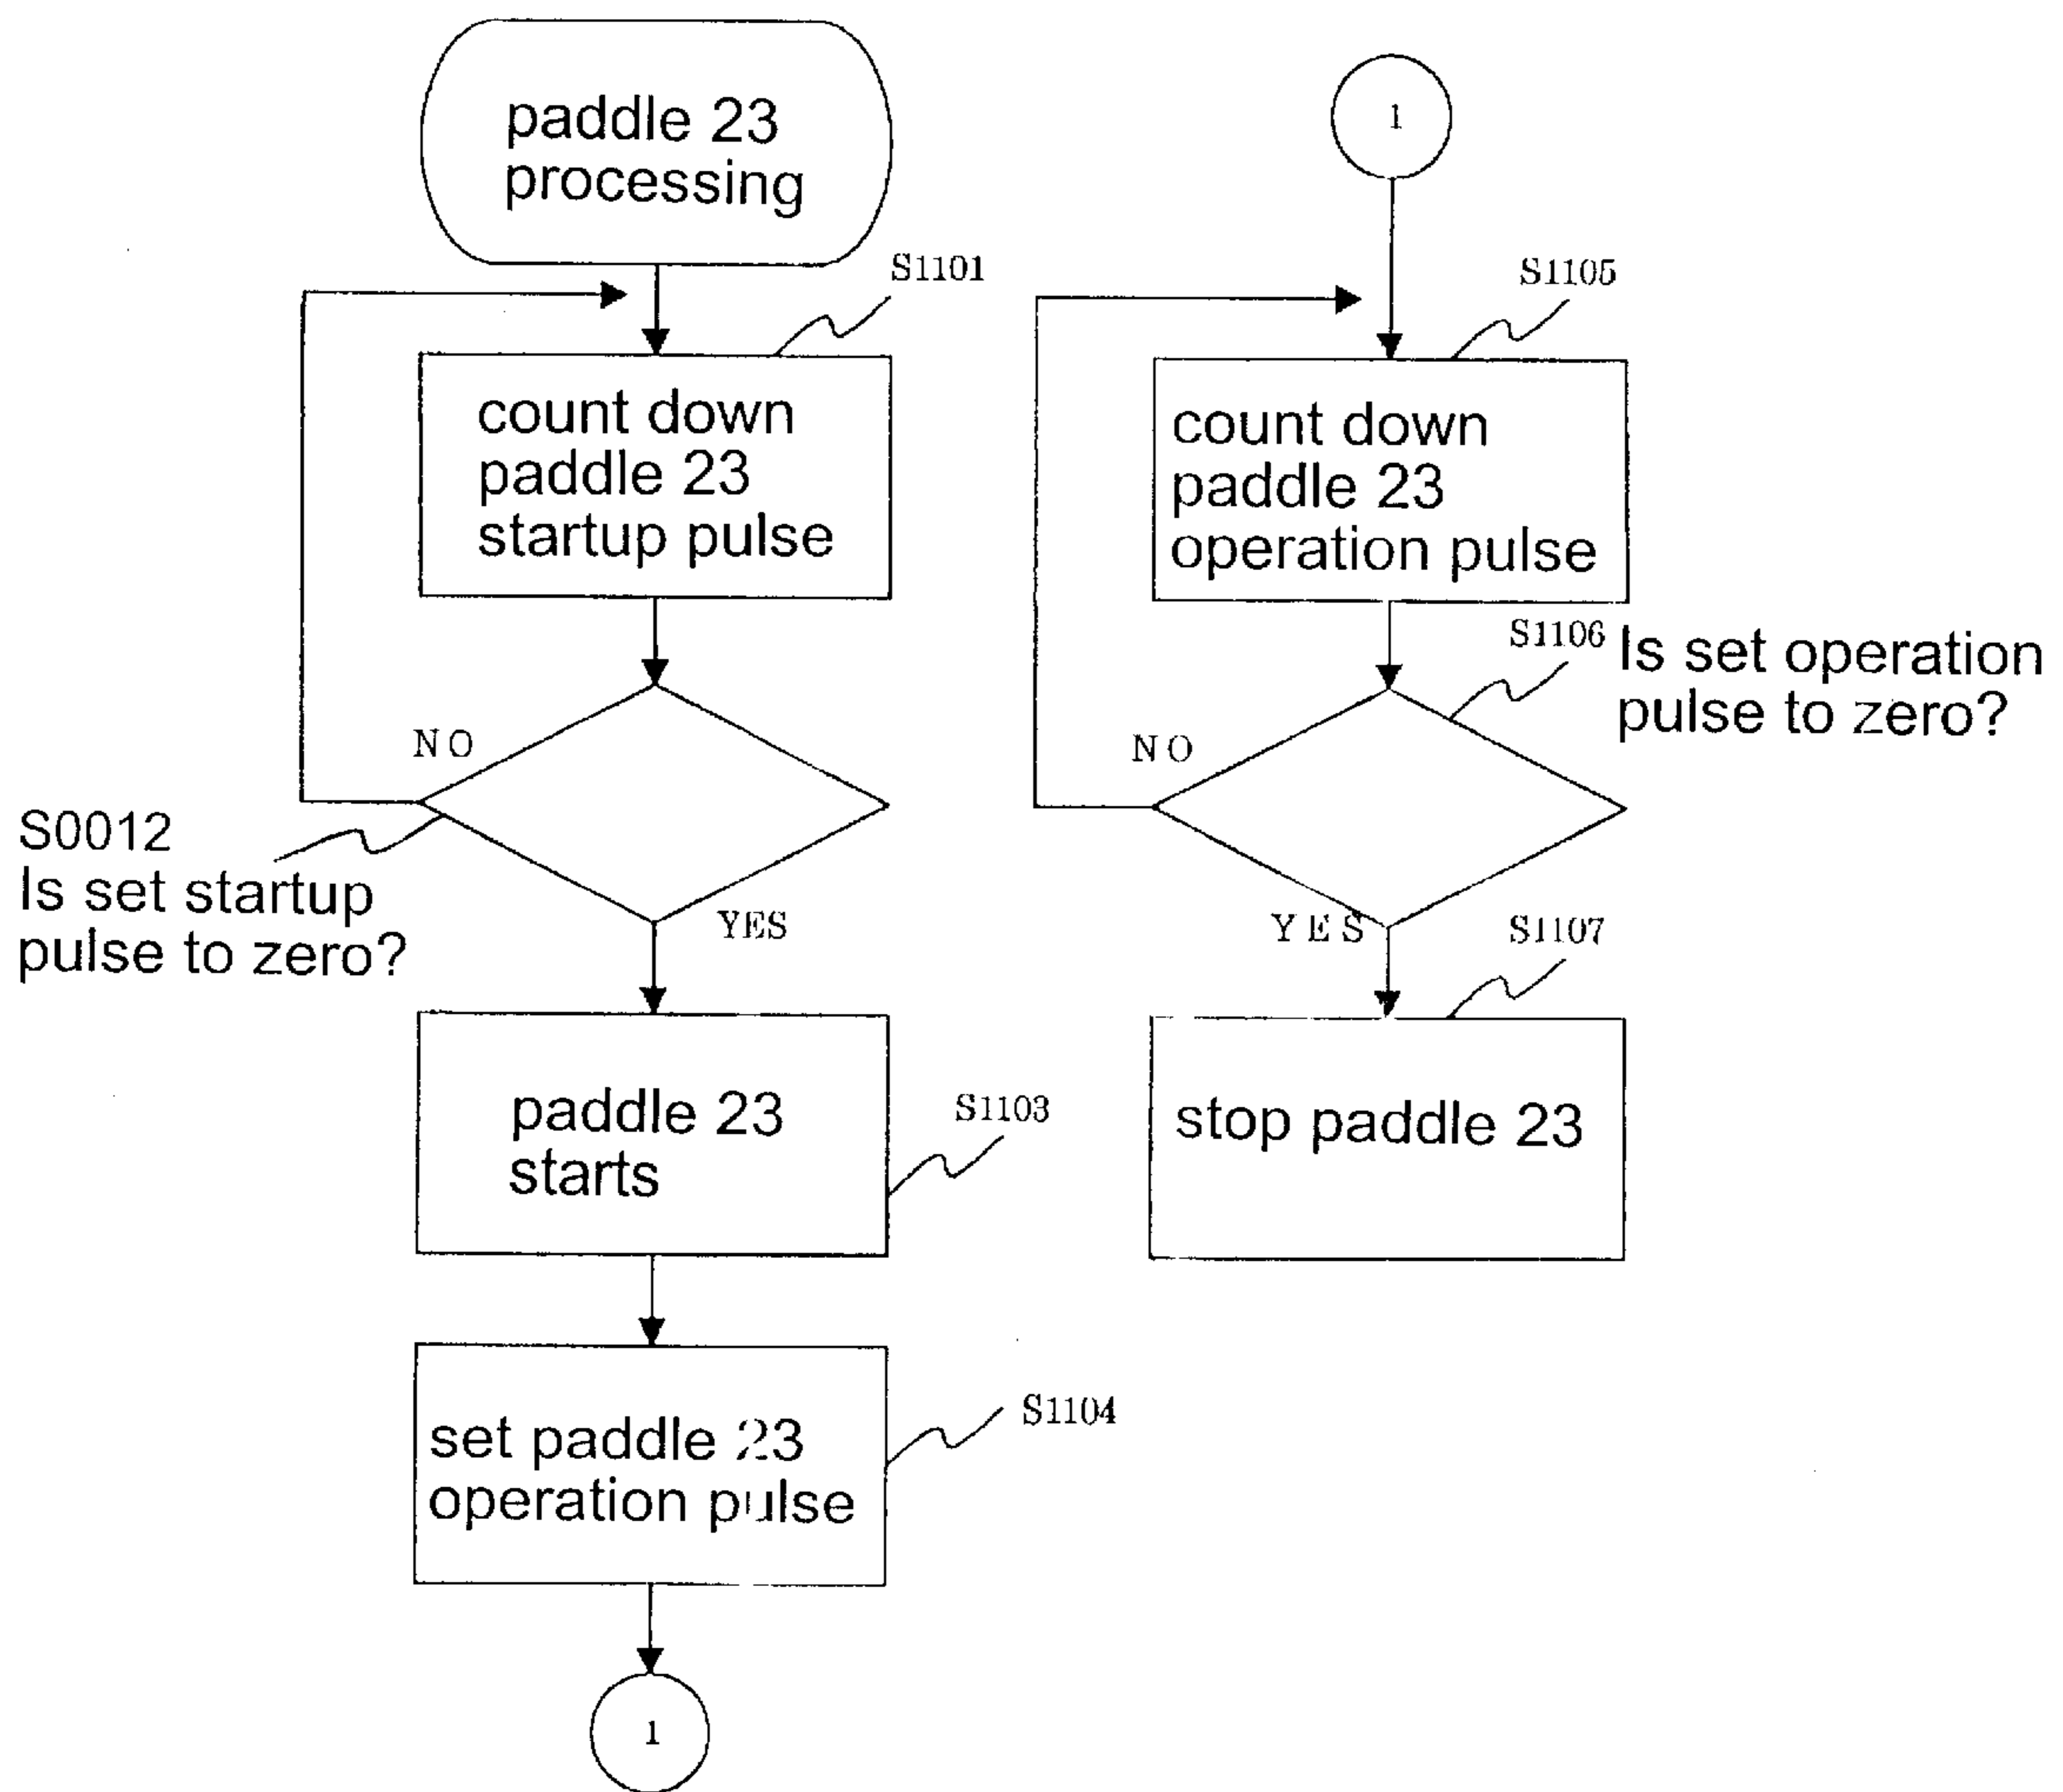 paddle 23
processing
S1101
count down
paddle 23
startup pulse
NO
S0012
Is set startup
pulse to zero?
YES
paddle 23
starts
S1103
set paddle 23
operation pulse
S1104
1
1
S1105
count down
paddle 23
operation pulse
S1106
Is set operation
pulse to zero?
NO
YES
S1107
stop paddle 23